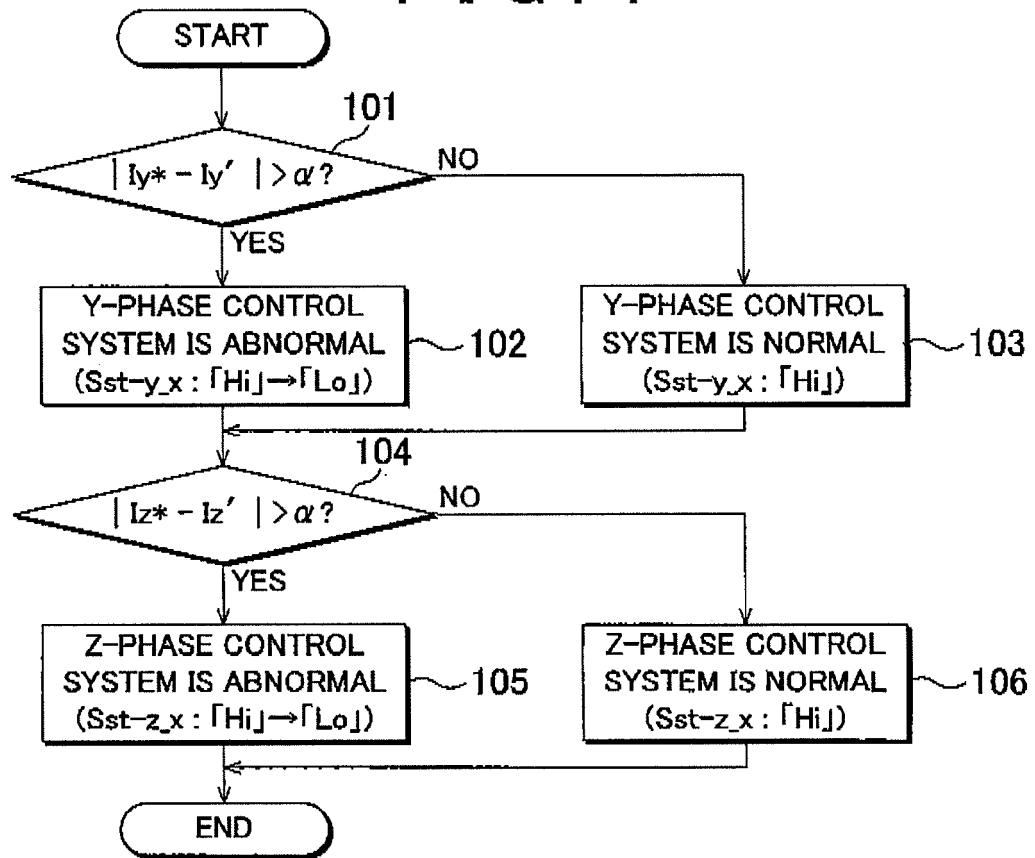 START
101
| Iy* - Iy′ | > α?
NO
YES
Y-PHASE CONTROL
SYSTEM IS ABNORMAL
(Sst-y_x : ｢Hi｣→｢Lo｣)
102
Y-PHASE CONTROL
SYSTEM IS NORMAL
(Sst-y_x : ｢Hi｣)
103
104
| Iz* - Iz′ | > α?
NO
YES
Z-PHASE CONTROL
SYSTEM IS ABNORMAL
(Sst-z_x : ｢Hi｣→｢Lo｣)
105
Z-PHASE CONTROL
SYSTEM IS NORMAL
(Sst-z_x : ｢Hi｣)
106
END